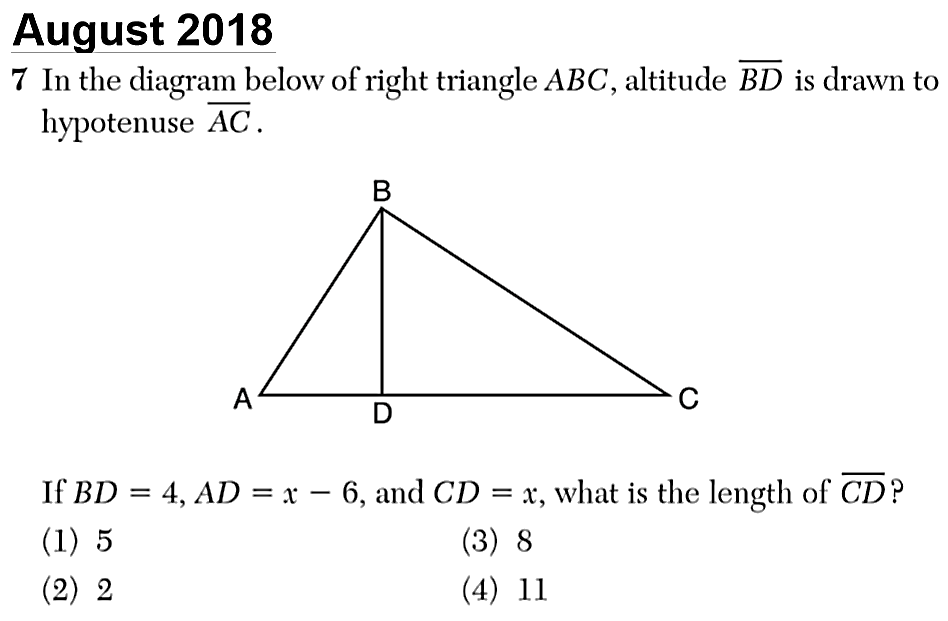 August 2018
7 In the diagram below of right triangle ABC, altitude BD is drawn to
hypotenuse AC.
B
A
D
C
If BD = 4, AD = x − 6, and CD = x, what is the length of CD?
(1) 5
(3) 8
(2) 2
(4) 11